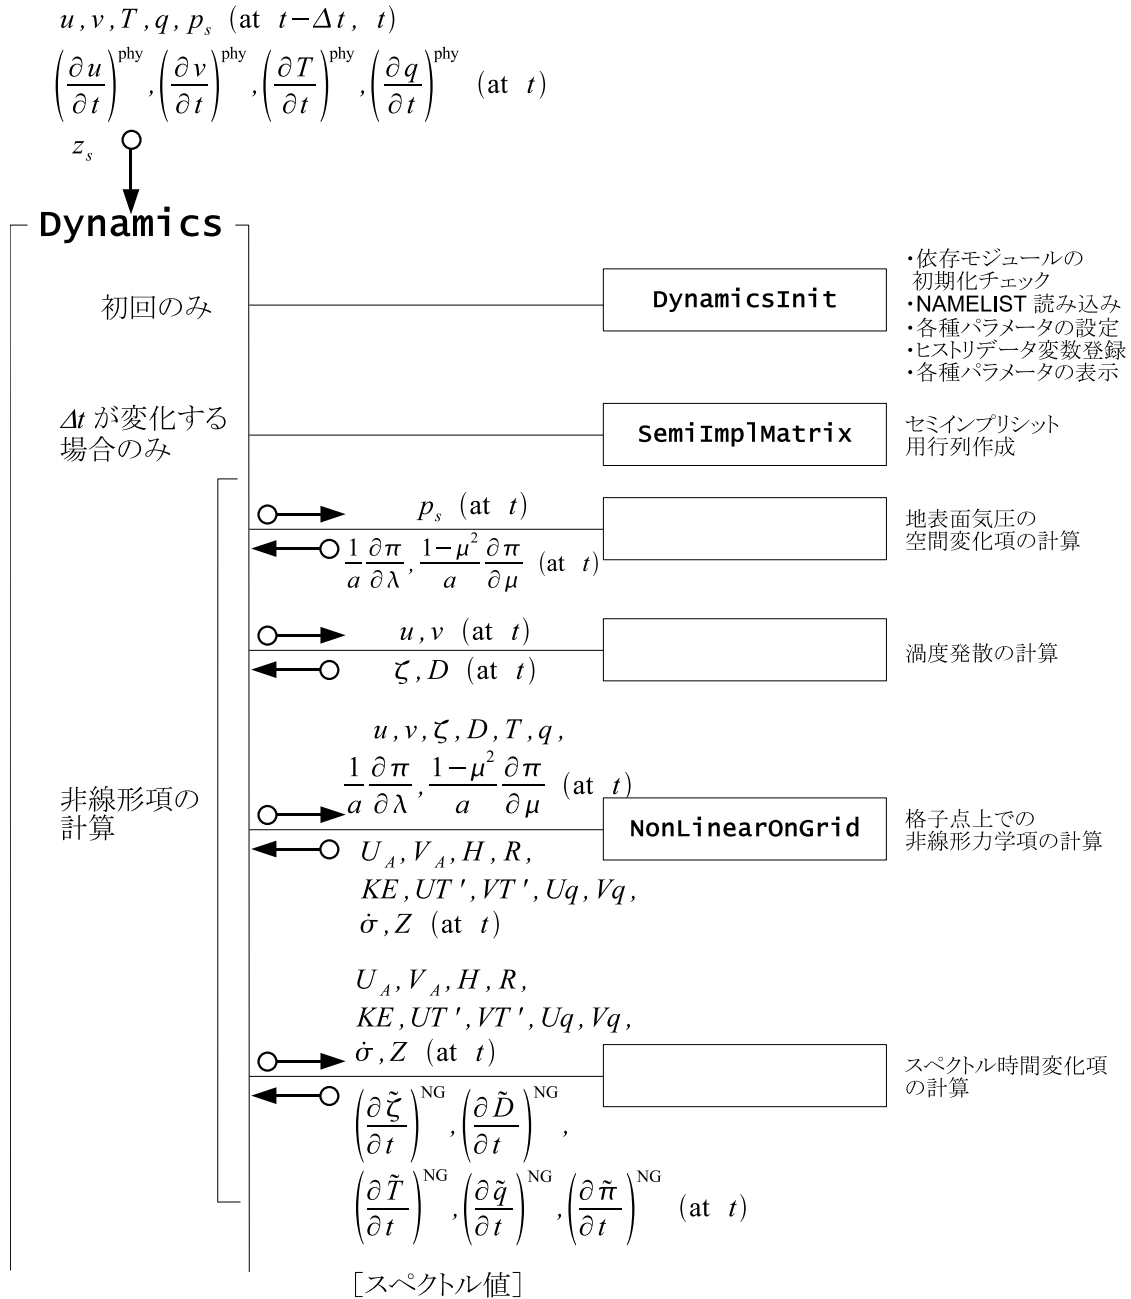 u, v, T, q, p_s (at t−Δt, t)
(∂u/∂t)^phy, (∂v/∂t)^phy, (∂T/∂t)^phy, (∂q/∂t)^phy (at t)
z_s
Dynamics
初回のみ
DynamicsInit
・依存モジュールの
初期化チェック
・NAMELIST 読み込み
・各種パラメータの設定
・ヒストリデータ変数登録
・各種パラメータの表示
Δt が変化する
場合のみ
SemiImplMatrix
セミインプリシット
用行列作成
p_s (at t)
1/a ∂π/∂λ, (1−μ²)/a ∂π/∂μ (at t)
地表面気圧の
空間変化項の計算
u, v (at t)
ζ, D (at t)
渦度発散の計算
非線形項の
計算
u, v, ζ, D, T, q,
1/a ∂π/∂λ, (1−μ²)/a ∂π/∂μ (at t)
NonLinearOnGrid
格子点上での
非線形力学項の計算
U_A, V_A, H, R,
KE, UT', VT', Uq, Vq,
σ̇, Z (at t)
U_A, V_A, H, R,
KE, UT', VT', Uq, Vq,
σ̇, Z (at t)
スペクトル時間変化項
の計算
(∂ζ̃/∂t)^NG, (∂D̃/∂t)^NG,
(∂T̃/∂t)^NG, (∂q̃/∂t)^NG, (∂π̃/∂t)^NG (at t)
[スペクトル値]